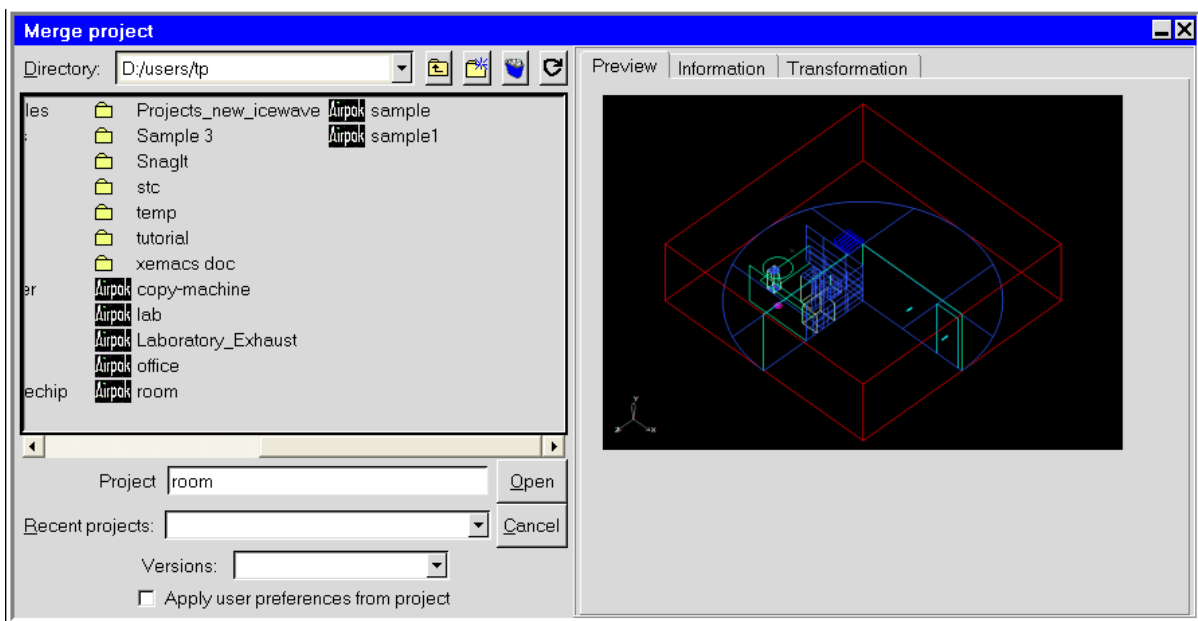 Merge project
Directory: D:/users/tp
les Projects_new_icewave Airpak sample
Sample 3 Airpak sample1
SnagIt
stc
temp
tutorial
xemacs doc
er Airpak copy-machine
Airpak lab
Airpak Laboratory_Exhaust
Airpak office
echip Airpak room
Project room Open
Recent projects: Cancel
Versions:
Apply user preferences from project
Preview Information Transformation
Y
Z X